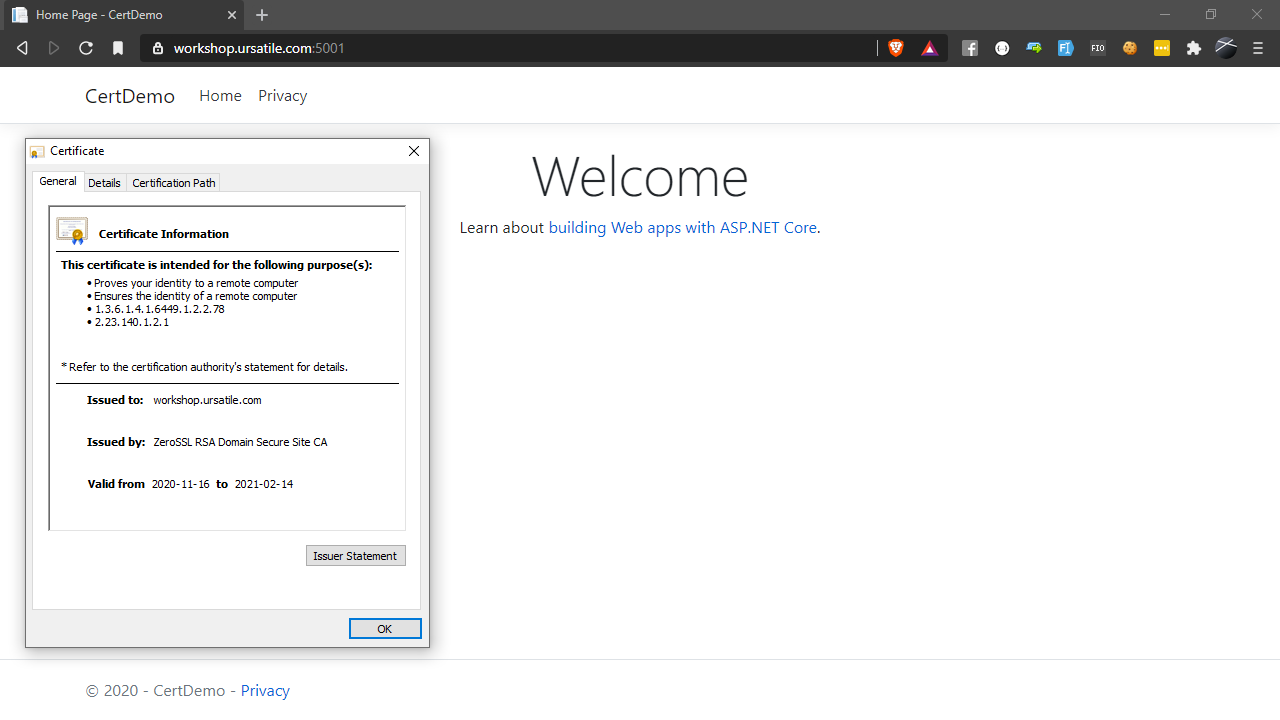 Home Page - CertDemo
workshop.ursatile.com:5001
FIO
CertDemo Home Privacy
Certificate
General Details Certification Path
Certificate Information
This certificate is intended for the following purpose(s):
• Proves your identity to a remote computer
• Ensures the identity of a remote computer
• 1.3.6.1.4.1.6449.1.2.2.78
• 2.23.140.1.2.1
* Refer to the certification authority's statement for details.
Issued to: workshop.ursatile.com
Issued by: ZeroSSL RSA Domain Secure Site CA
Valid from 2020-11-16 to 2021-02-14
Issuer Statement
OK
Welcome
Learn about building Web apps with ASP.NET Core.
© 2020 - CertDemo - Privacy